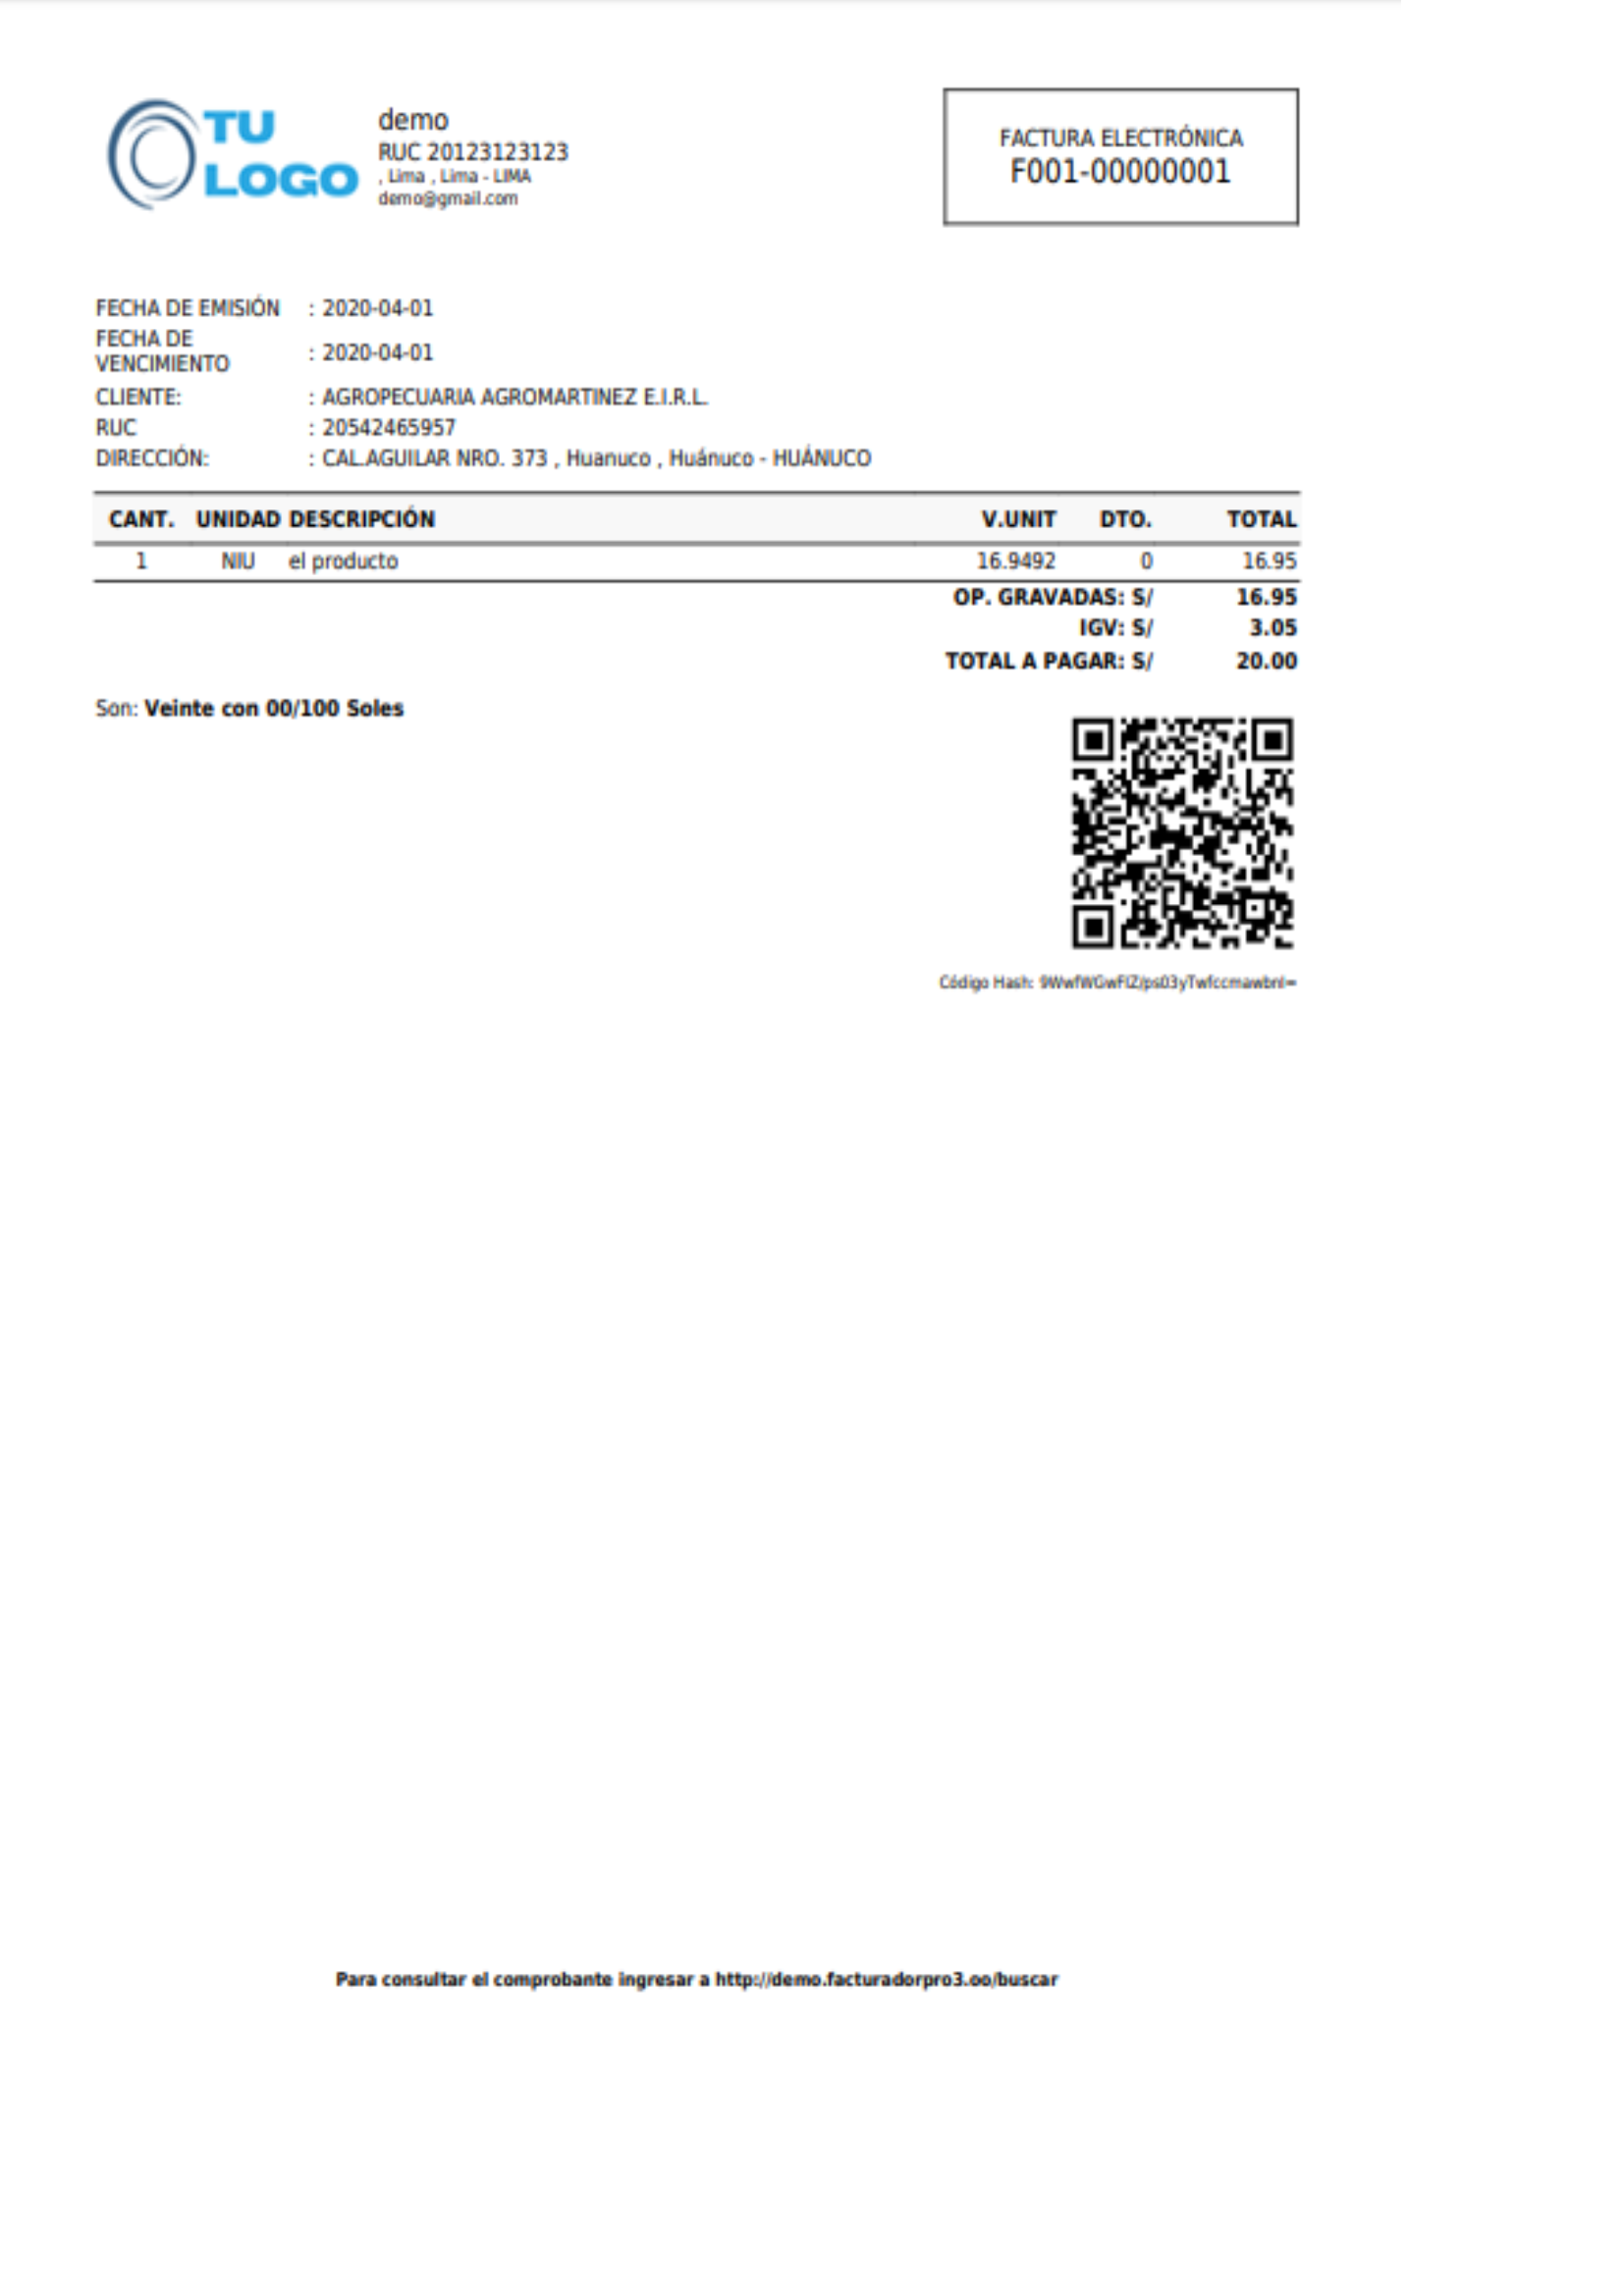 TU
LOGO
demo
RUC 20123123123
, Lima , Lima - LIMA
demo@gmail.com
FACTURA ELECTRÓNICA
F001-00000001
FECHA DE EMISIÓN : 2020-04-01
FECHA DE
VENCIMIENTO : 2020-04-01
CLIENTE: : AGROPECUARIA AGROMARTINEZ E.I.R.L.
RUC : 20542465957
DIRECCIÓN: : CAL.AGUILAR NRO. 373 , Huanuco , Huánuco - HUÁNUCO
CANT. UNIDAD DESCRIPCIÓN V.UNIT DTO. TOTAL
1 NIU el producto 16.9492 0 16.95
OP. GRAVADAS: S/ 16.95
IGV: S/ 3.05
TOTAL A PAGAR: S/ 20.00
Son: Veinte con 00/100 Soles
Código Hash:
Para consultar el comprobante ingresar a http://demo.facturadorpro3.oo/buscar